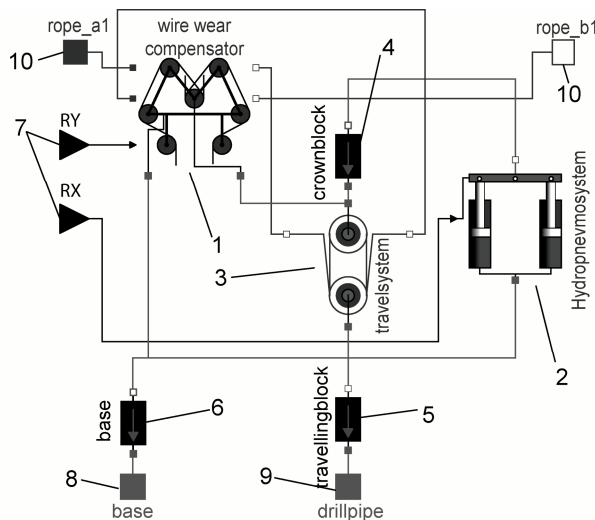 rope_a1
wire wear
compensator
rope_b1
10
4
10
7
RY
RX
crownblock
1
3
travelsystem
Hydropnevmosystem
2
base
6
travellingblock
5
8
base
9
drillpipe